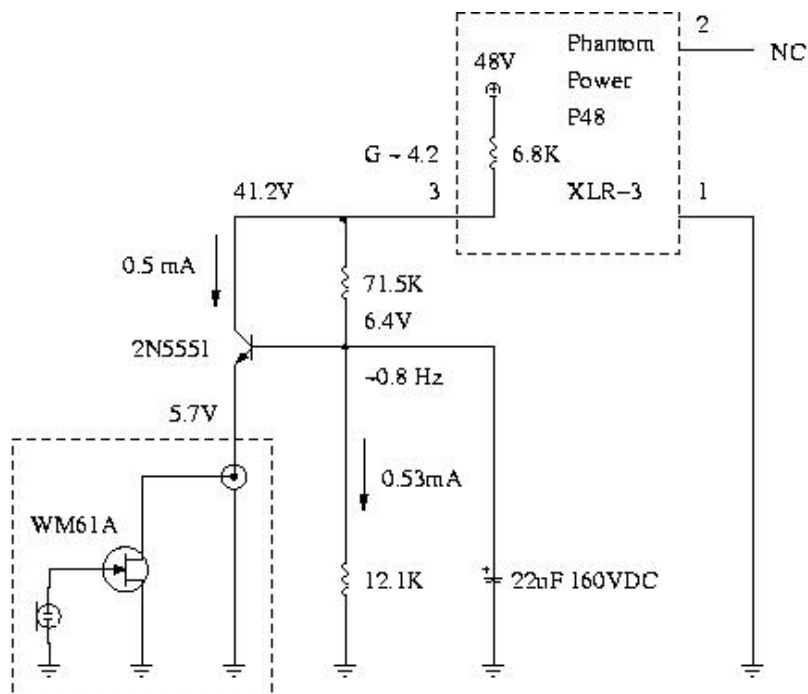 2
Phantom
NC
48V
Power
P48
G ~ 4.2
6.8K
41.2V
3
XLR-3
1
0.5 mA
71.5K
6.4V
2N5551
~0.8 Hz
5.7V
0.53mA
WM61A
12.1K
+
22uF 160VDC